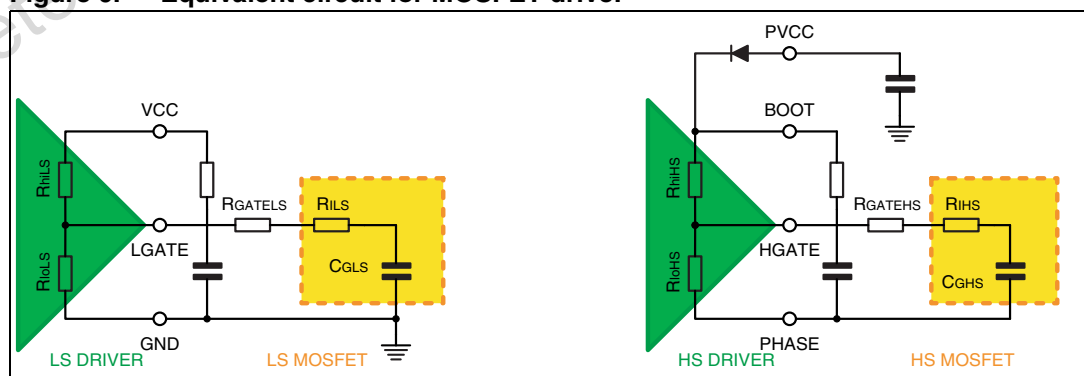 Figure 5. Equivalent circuit for MOSFET driver
PVCC
VCC
BOOT
RhiLS
RhiHS
RGATELS
RILS
RGATEHS
RIHS
LGATE
HGATE
RloLS
CGLS
RloHS
CGHS
GND
PHASE
LS DRIVER
LS MOSFET
HS DRIVER
HS MOSFET